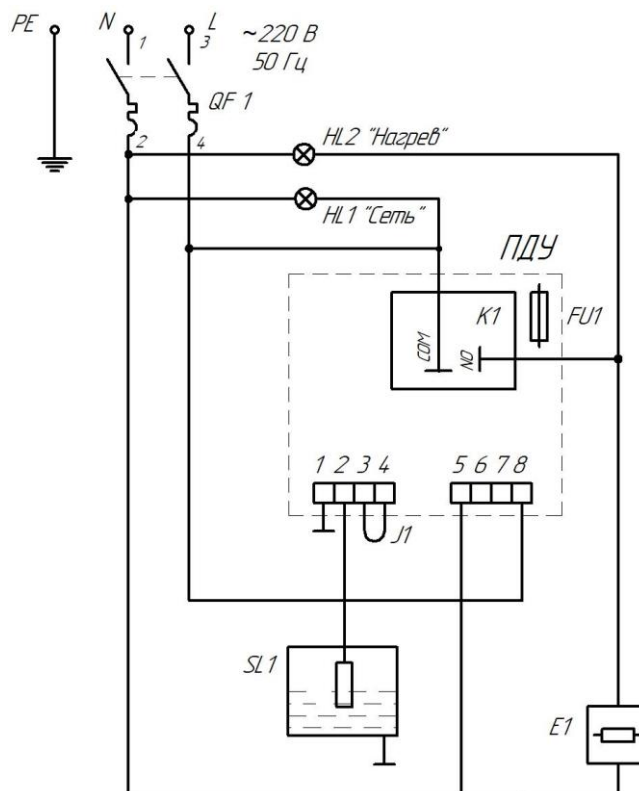 PE
N
L
1
3
~220 В
50 Гц
QF 1
2
4
HL2 "Нагрев"
HL1 "Сеть"
ПДУ
K1
FU1
COM
NO
1 2 3 4
5 6 7 8
J1
SL1
E1